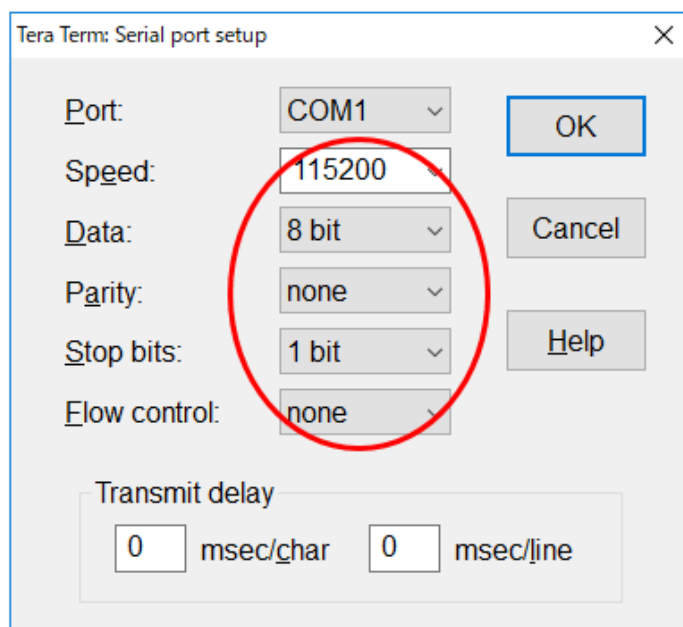 Tera Term: Serial port setup
Port: COM1 OK
Speed: 115200
Data: 8 bit Cancel
Parity: none
Stop bits: 1 bit Help
Flow control: none
Transmit delay
0 msec/char 0 msec/line